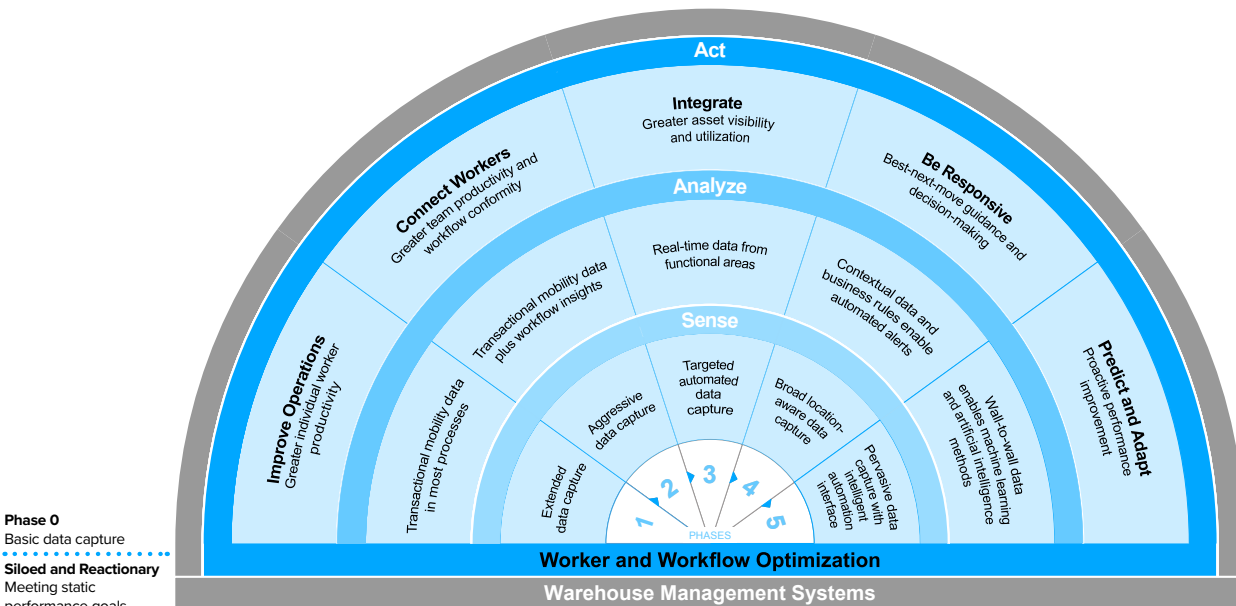 Act
Integrate
Greater asset visibility
and utilization
Connect Workers
Greater team productivity and
workflow conformity
Be Responsive
Best-next-move guidance and
decision-making
Improve Operations
Greater individual worker
productivity
Predict and Adapt
Proactive performance
improvement
Analyze
Real-time data from
functional areas
Transactional mobility data
plus workflow insights
Contextual data and
business rules enable
automated alerts
Transactional mobility data
in most processes
Wall-to-wall data
enables machine learning
and artificial intelligence
methods
Sense
Targeted
automated
data
capture
Aggressive
data capture
Broad location-
aware data
capture
Extended
data capture
Pervasive data
capture with
intelligent
automation
interface
1
2
3
4
5
PHASES
Phase 0
Basic data capture
Siloed and Reactionary
Meeting static
performance goals
Worker and Workflow Optimization
Warehouse Management Systems